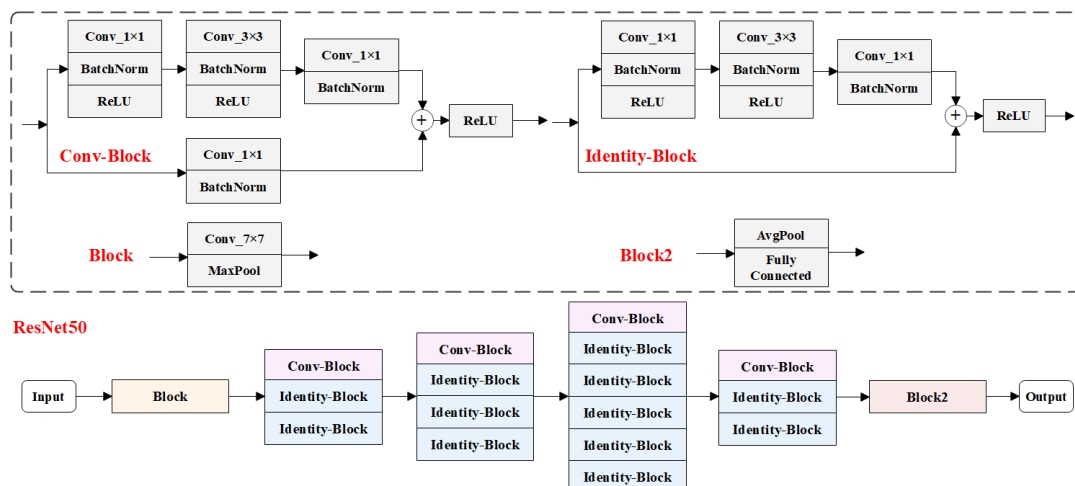 Conv_1×1
BatchNorm
ReLU
Conv_3×3
BatchNorm
ReLU
Conv_1×1
BatchNorm
+
ReLU
Conv-Block
Conv_1×1
BatchNorm
Conv_1×1
BatchNorm
ReLU
Conv_3×3
BatchNorm
ReLU
Conv_1×1
BatchNorm
+
ReLU
Identity-Block
Block
Conv_7×7
MaxPool
Block2
AvgPool
Fully
Connected
ResNet50
Input
Block
Conv-Block
Identity-Block
Identity-Block
Conv-Block
Identity-Block
Identity-Block
Identity-Block
Conv-Block
Identity-Block
Identity-Block
Identity-Block
Identity-Block
Identity-Block
Conv-Block
Identity-Block
Identity-Block
Block2
Output